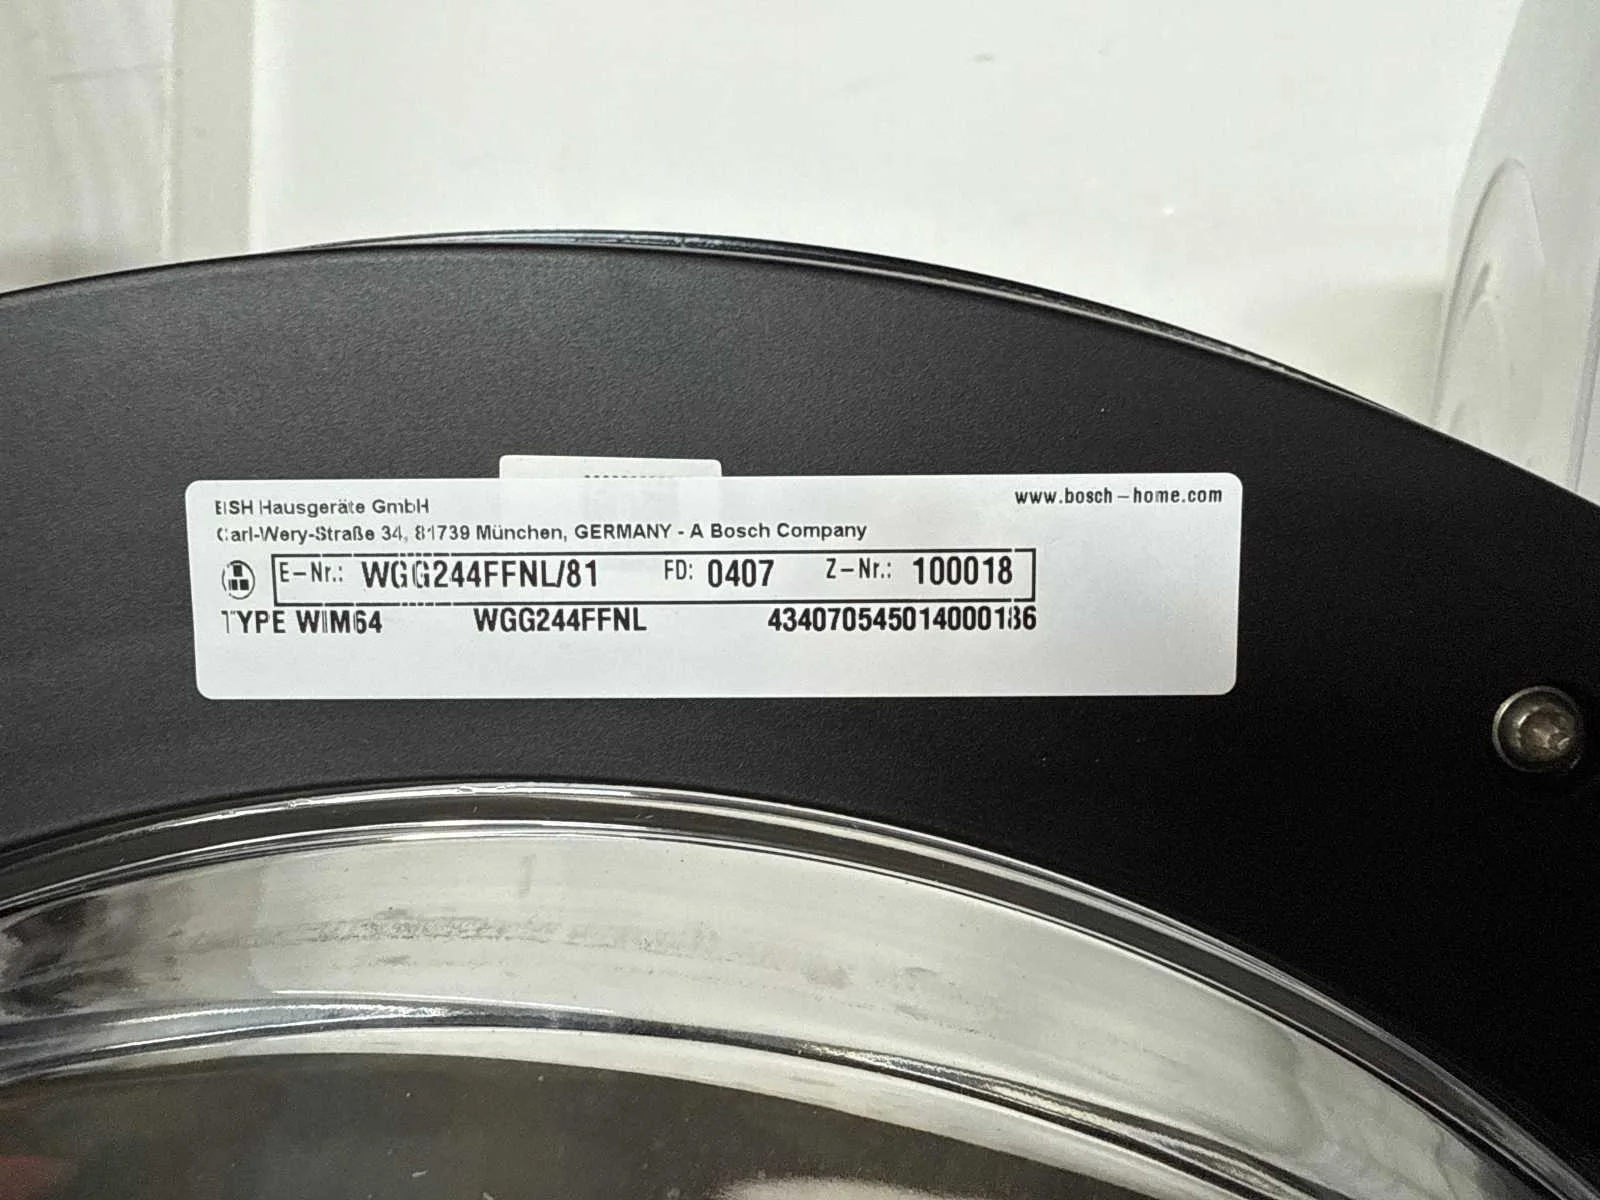 BSH Hausgeräte GmbH
www.bosch-home.com
Carl-Wery-Straße 34, 81739 München, GERMANY - A Bosch Company
E-Nr.: WGG244FFNL/81 FD: 0407 Z-Nr.: 100018
TYPE WIM64 WGG244FFNL 434070545014000186